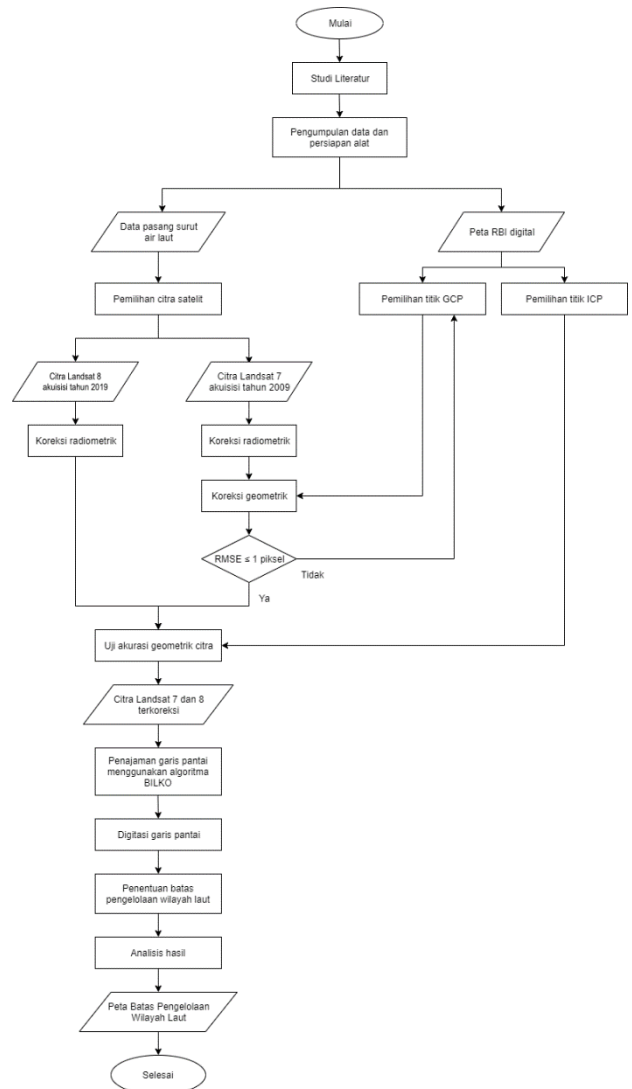 Mulai
Studi Literatur
Pengumpulan data dan
persiapan alat
Data pasang surut
air laut
Peta RBI digital
Pemilihan citra satelit
Pemilihan titik GCP
Pemilihan titik ICP
Citra Landsat 8
akuisisi tahun 2019
Citra Landsat 7
akuisisi tahun 2009
Koreksi radiometrik
Koreksi radiometrik
Koreksi geometrik
RMSE ≤ 1 piksel
Tidak
Ya
Uji akurasi geometrik citra
Citra Landsat 7 dan 8
terkoreksi
Penajaman garis pantai
menggunakan algoritma
BILKO
Digitasi garis pantai
Penentuan batas
pengelolaan wilayah laut
Analisis hasil
Peta Batas Pengelolaan
Wilayah Laut
Selesai